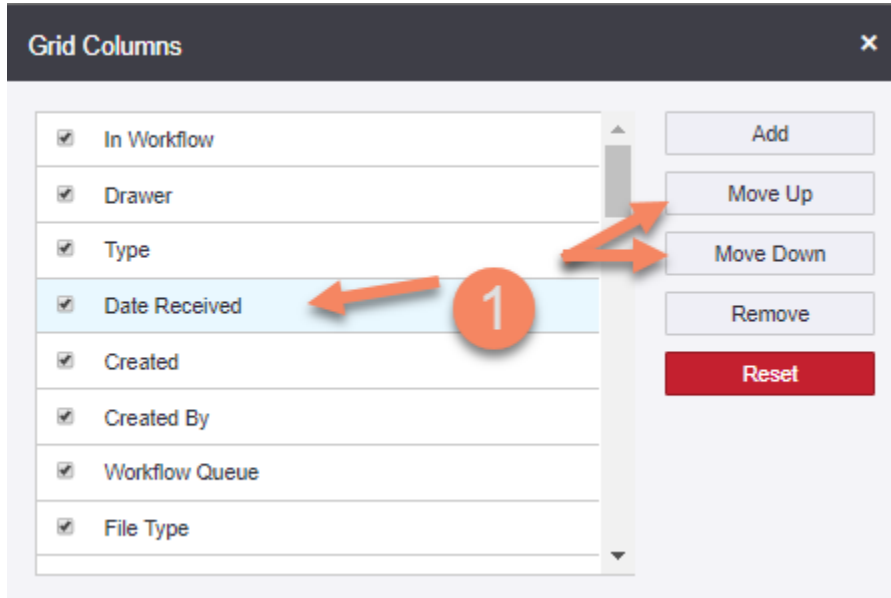 Grid Columns ×
In Workflow
Drawer
Type
Date Received
Created
Created By
Workflow Queue
File Type
Add
Move Up
Move Down
Remove
Reset
1